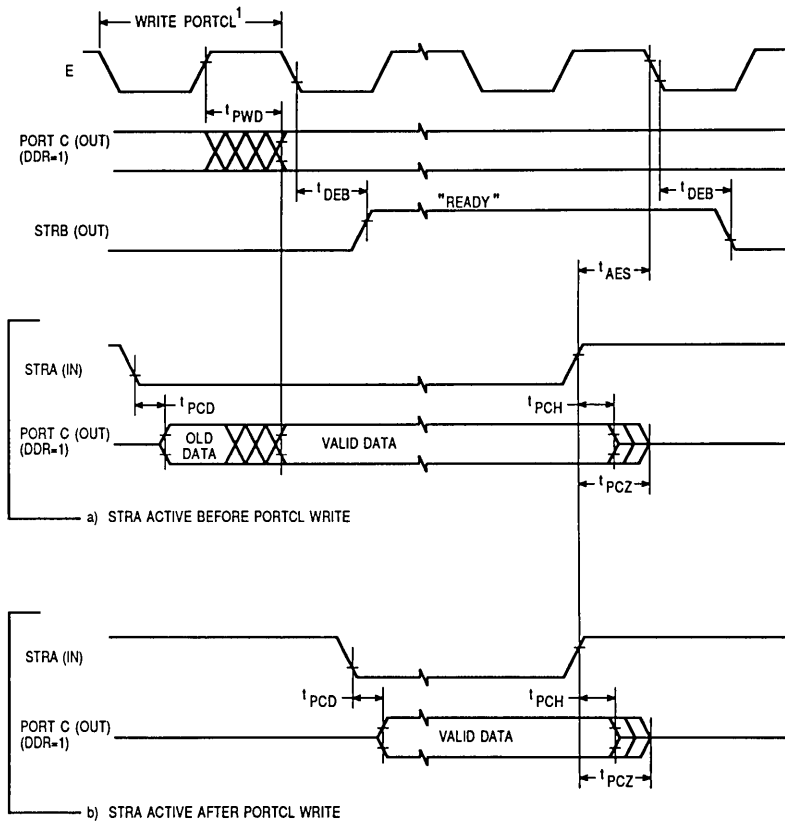 WRITE PORTCL1
E
tPWD
PORT C (OUT)
(DDR=1)
tDEB
"READY"
tDEB
STRB (OUT)
tAES
STRA (IN)
tPCD
tPCH
PORT C (OUT)
(DDR=1)
OLD
DATA
VALID DATA
tPCZ
a) STRA ACTIVE BEFORE PORTCL WRITE
STRA (IN)
tPCD
tPCH
PORT C (OUT)
(DDR=1)
VALID DATA
tPCZ
b) STRA ACTIVE AFTER PORTCL WRITE